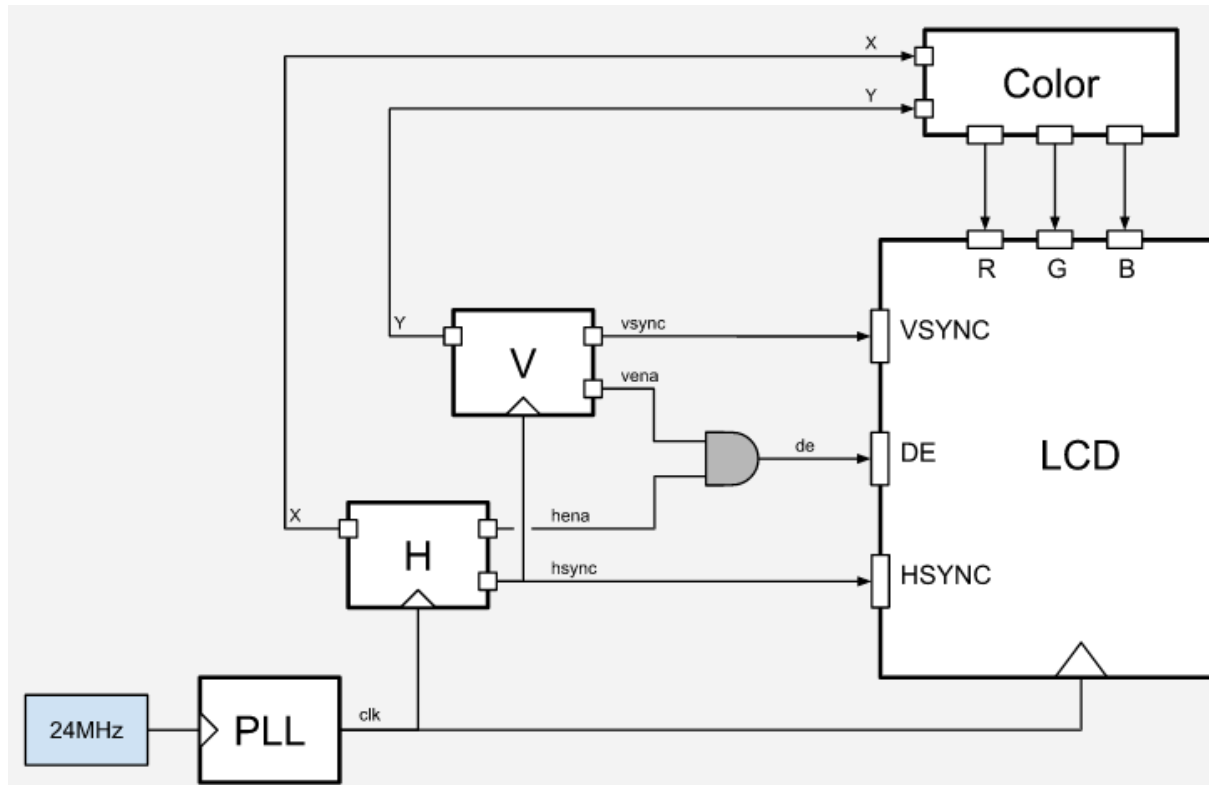 X
Color
Y
R G B
VSYNC
Y
vsync
V
vena
de
DE
LCD
X
hena
H
hsync
HSYNC
24MHz
PLL
clk